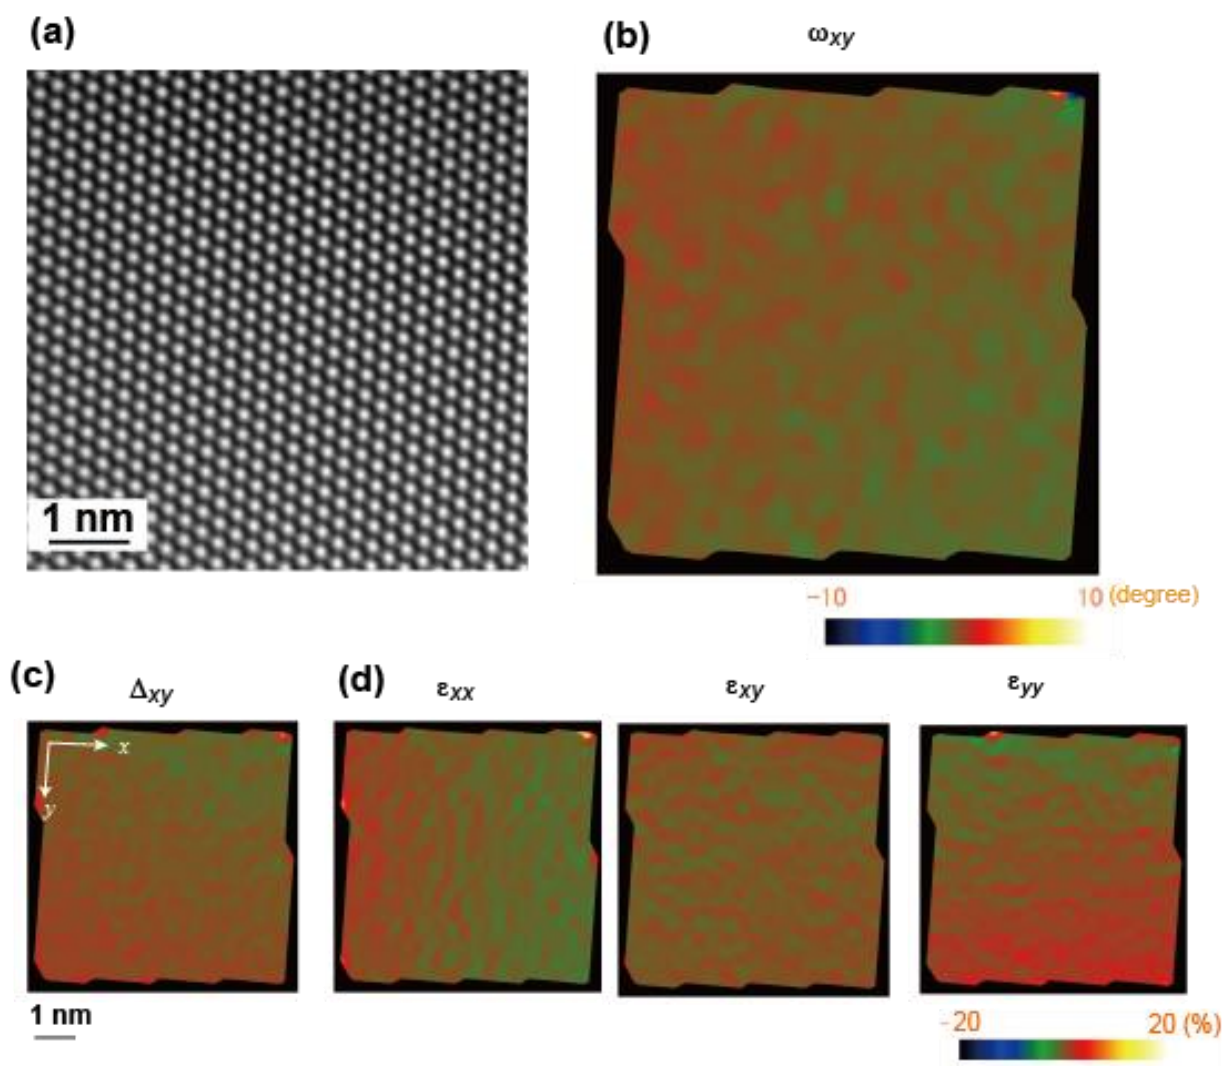 (a)
(b)
ωxy
1 nm
−10
10 (degree)
(c)
Δxy
(d)
εxx
εxy
εyy
x
y
1 nm
-20
20 (%)